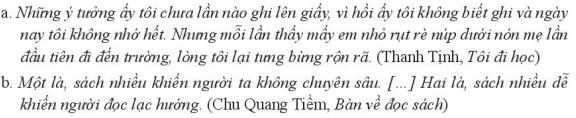 a. Những ý tưởng ấy tôi chưa lần nào ghi lên giấy, vì hồi ấy tôi không biết ghi và ngày
nay tôi không nhớ hết. Nhưng mỗi lần thấy mấy em nhỏ rụt rè núp dưới nón mẹ lần
đầu tiên đi đến trường, lòng tôi lại tưng bừng rộn rã. (Thanh Tịnh, Tôi đi học)
b. Một là, sách nhiều khiến người ta không chuyên sâu. [...] Hai là, sách nhiều dễ
khiến người đọc lạc hướng. (Chu Quang Tiềm, Bàn về đọc sách)